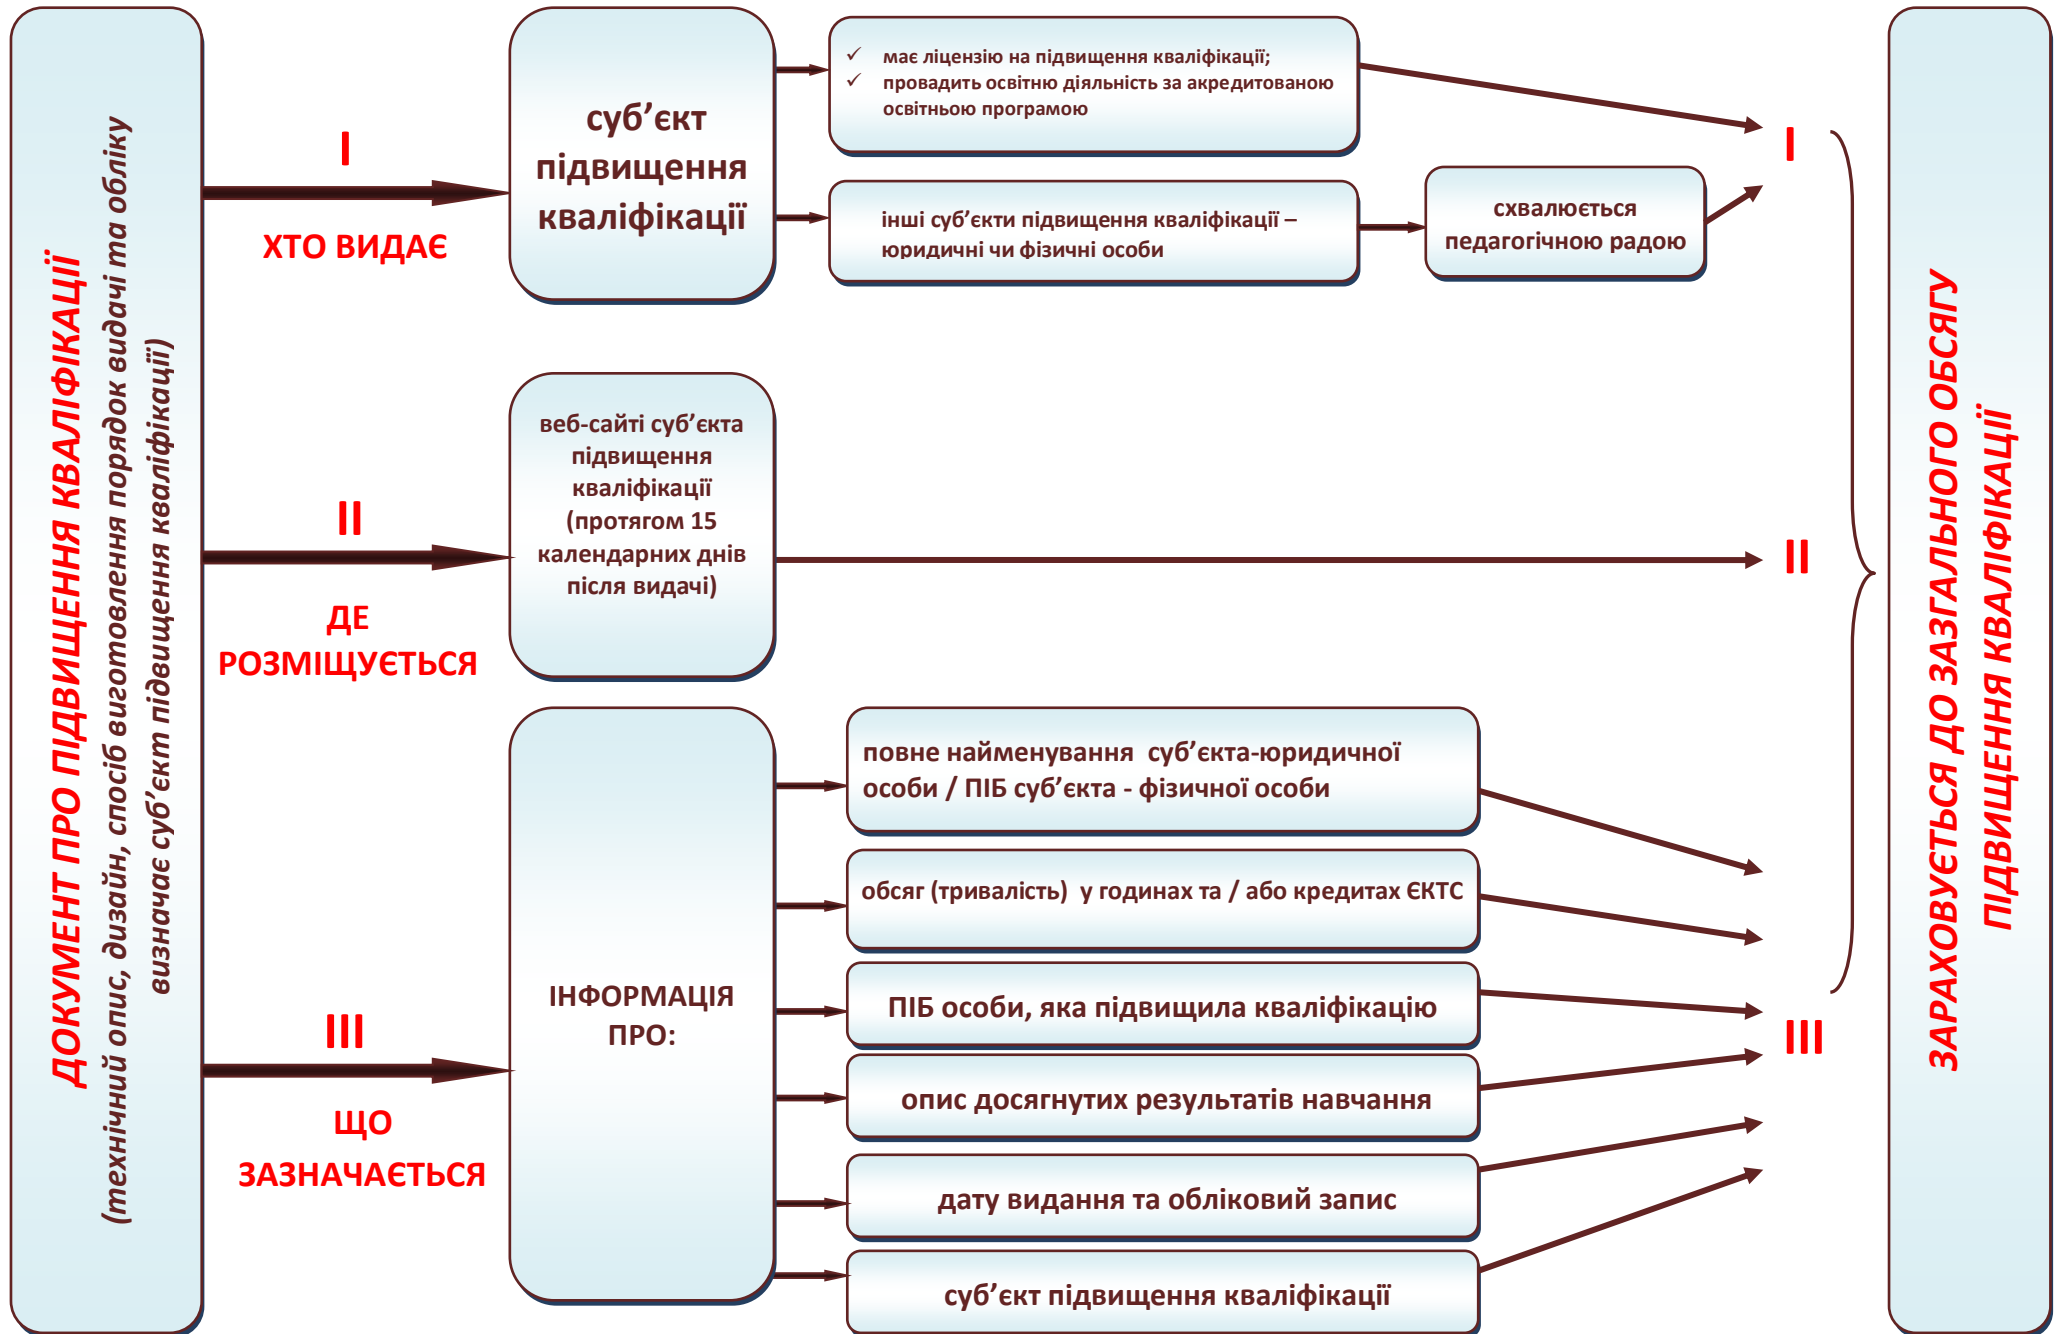 ДОКУМЕНТ ПРО ПІДВИЩЕННЯ КВАЛІФІКАЦІЇ
(технічний опис, дизайн, спосіб виготовлення порядок видачі та обліку
визначає суб’єкт підвищення кваліфікації)
I
ХТО ВИДАЄ
суб’єкт
підвищення
кваліфікації
✓ має ліцензію на підвищення кваліфікації;
✓ провадить освітню діяльність за акредитованою
освітньою програмою
інші суб’єкти підвищення кваліфікації –
юридичні чи фізичні особи
схвалюється
педагогічною радою
I
II
ДЕ
РОЗМІЩУЄТЬСЯ
веб-сайті суб’єкта
підвищення
кваліфікації
(протягом 15
календарних днів
після видачі)
II
III
ЩО
ЗАЗНАЧАЄТЬСЯ
ІНФОРМАЦІЯ
ПРО:
повне найменування суб’єкта-юридичної
особи / ПІБ суб’єкта - фізичної особи
обсяг (тривалість) у годинах та / або кредитах ЄКТС
ПІБ особи, яка підвищила кваліфікацію
опис досягнутих результатів навчання
дату видання та обліковий запис
суб’єкт підвищення кваліфікації
III
ЗАРАХОВУЄТЬСЯ ДО ЗАЗГАЛЬНОГО ОБСЯГУ
ПІДВИЩЕННЯ КВАЛІФІКАЦІЇ